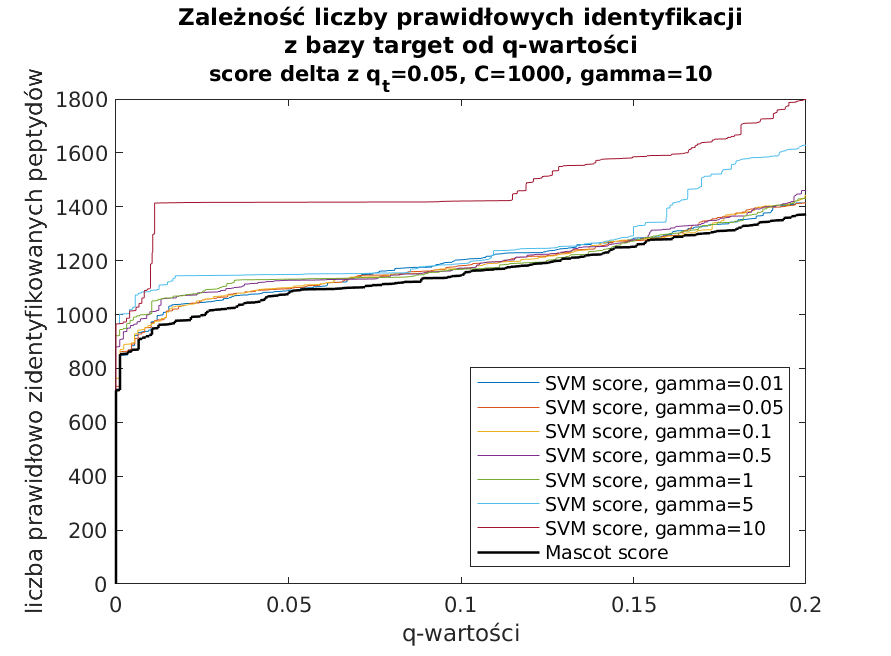 Zależność liczby prawidłowych identyfikacji
z bazy target od q-wartości
score delta z qt=0.05, C=1000, gamma=10
liczba prawidłowo zidentyfikowanych peptydów
1800
1600
1400
1200
1000
800
600
400
200
0
SVM score, gamma=0.01
SVM score, gamma=0.05
SVM score, gamma=0.1
SVM score, gamma=0.5
SVM score, gamma=1
SVM score, gamma=5
SVM score, gamma=10
Mascot score
0 0.05 0.1 0.15 0.2
q-wartości